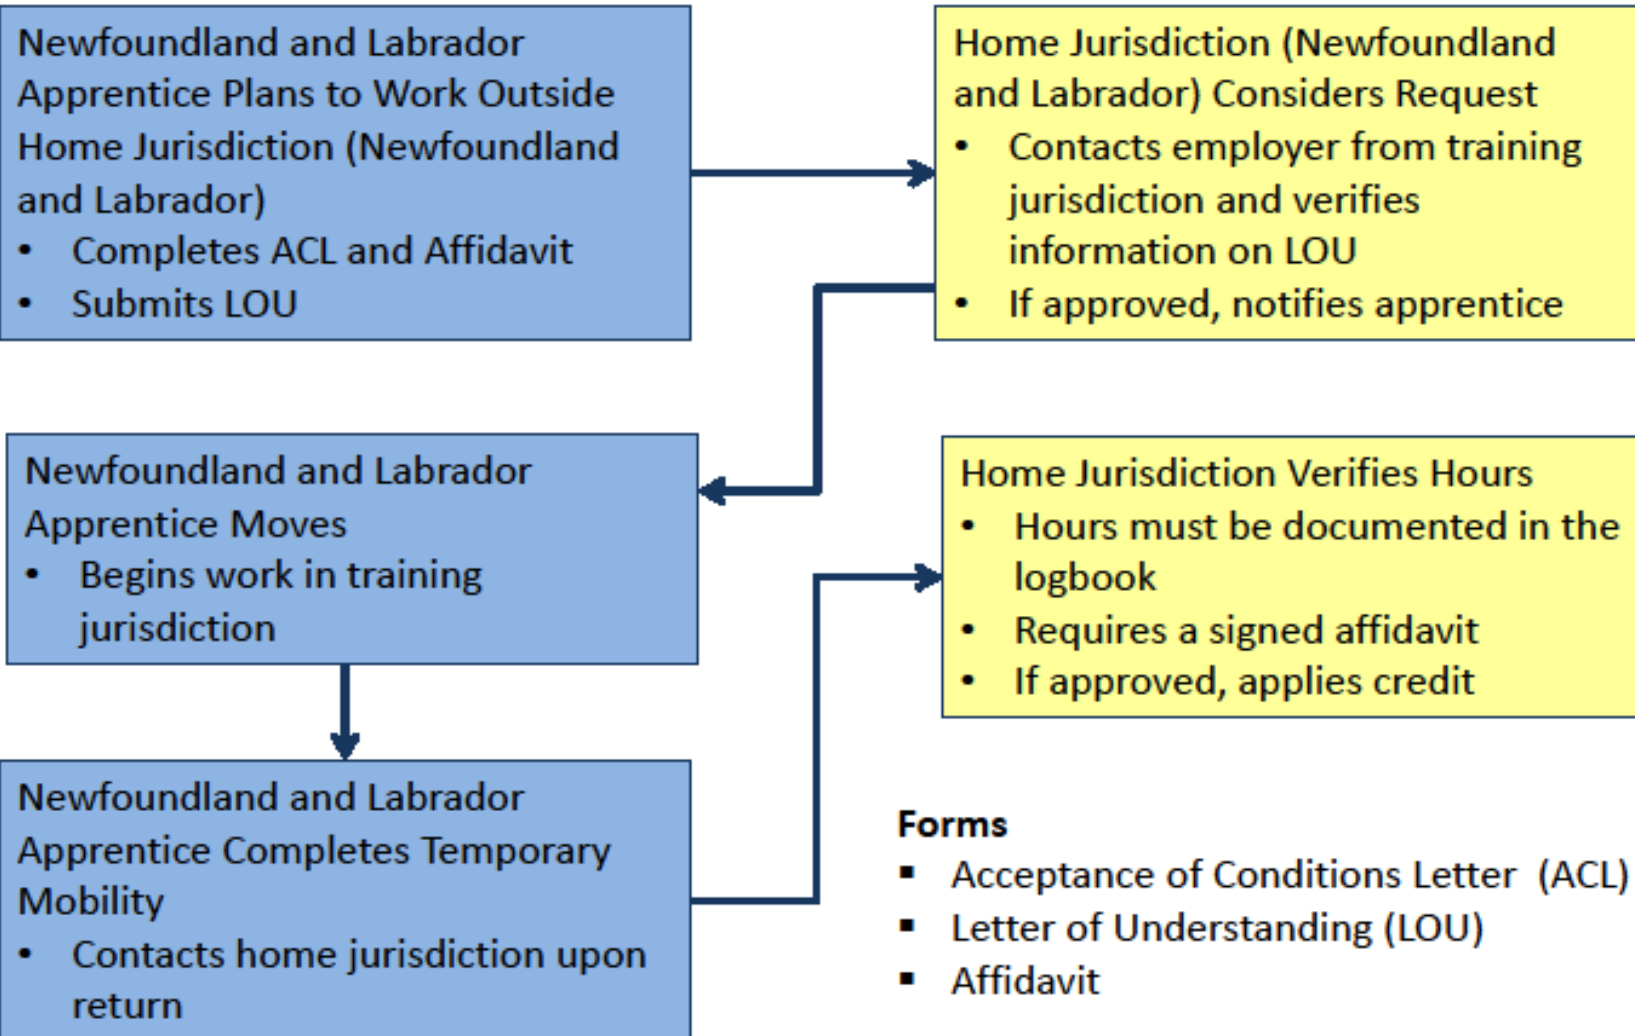 Newfoundland and Labrador
Apprentice Plans to Work Outside
Home Jurisdiction (Newfoundland
and Labrador)
• Completes ACL and Affidavit
• Submits LOU
Home Jurisdiction (Newfoundland
and Labrador) Considers Request
• Contacts employer from training
jurisdiction and verifies
information on LOU
• If approved, notifies apprentice
Newfoundland and Labrador
Apprentice Moves
• Begins work in training
jurisdiction
Newfoundland and Labrador
Apprentice Completes Temporary
Mobility
• Contacts home jurisdiction upon
return
Home Jurisdiction Verifies Hours
• Hours must be documented in the
logbook
• Requires a signed affidavit
• If approved, applies credit
Forms
▪ Acceptance of Conditions Letter (ACL)
▪ Letter of Understanding (LOU)
▪ Affidavit